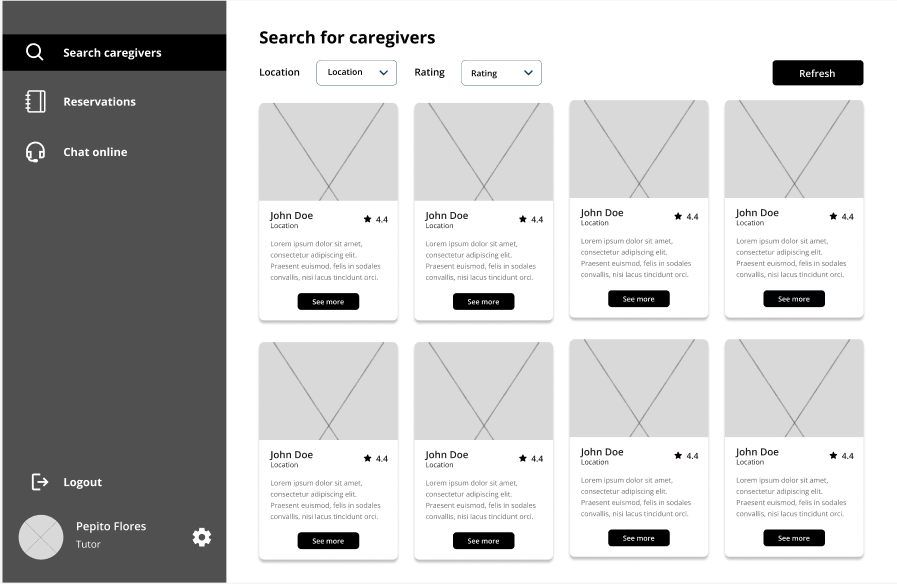 Search caregivers
Reservations
Chat online
Logout
Pepito Flores
Tutor
Search for caregivers
Location
Location
Rating
Rating
Refresh
John Doe
4.4
Location
Lorem ipsum dolor sit amet,
consectetur adipiscing elit.
Praesent euismod, felis in sodales
convallis, nisi lacus tincidunt orci.
See more
John Doe
4.4
Location
Lorem ipsum dolor sit amet,
consectetur adipiscing elit.
Praesent euismod, felis in sodales
convallis, nisi lacus tincidunt orci.
See more
John Doe
4.4
Location
Lorem ipsum dolor sit amet,
consectetur adipiscing elit.
Praesent euismod, felis in sodales
convallis, nisi lacus tincidunt orci.
See more
John Doe
4.4
Location
Lorem ipsum dolor sit amet,
consectetur adipiscing elit.
Praesent euismod, felis in sodales
convallis, nisi lacus tincidunt orci.
See more
John Doe
4.4
Location
Lorem ipsum dolor sit amet,
consectetur adipiscing elit.
Praesent euismod, felis in sodales
convallis, nisi lacus tincidunt orci.
See more
John Doe
4.4
Location
Lorem ipsum dolor sit amet,
consectetur adipiscing elit.
Praesent euismod, felis in sodales
convallis, nisi lacus tincidunt orci.
See more
John Doe
4.4
Location
Lorem ipsum dolor sit amet,
consectetur adipiscing elit.
Praesent euismod, felis in sodales
convallis, nisi lacus tincidunt orci.
See more
John Doe
4.4
Location
Lorem ipsum dolor sit amet,
consectetur adipiscing elit.
Praesent euismod, felis in sodales
convallis, nisi lacus tincidunt orci.
See more